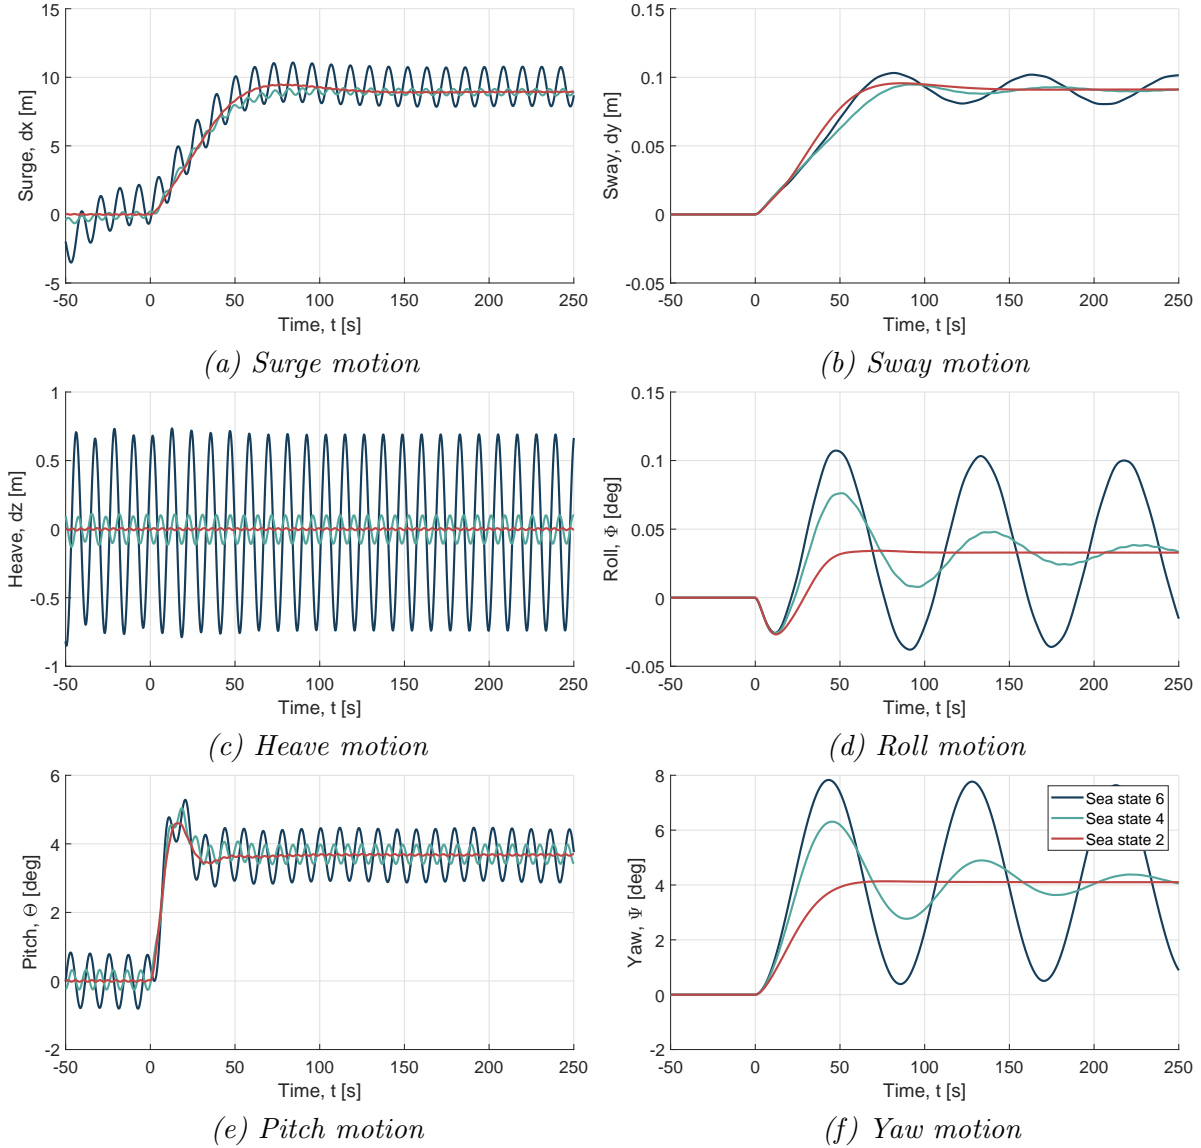 15
10
5
0
-5
Surge, dx [m]
-50 0 50 100 150 200 250
Time, t [s]
(a) Surge motion
0.15
0.1
0.05
0
-0.05
Sway, dy [m]
-50 0 50 100 150 200 250
Time, t [s]
(b) Sway motion
1
0.5
0
-0.5
-1
Heave, dz [m]
-50 0 50 100 150 200 250
Time, t [s]
(c) Heave motion
0.15
0.1
0.05
0
-0.05
Roll, Φ [deg]
-50 0 50 100 150 200 250
Time, t [s]
(d) Roll motion
6
4
2
0
-2
Pitch, Θ [deg]
-50 0 50 100 150 200 250
Time, t [s]
(e) Pitch motion
8
6
4
2
0
-2
Yaw, Ψ [deg]
Sea state 6
Sea state 4
Sea state 2
-50 0 50 100 150 200 250
Time, t [s]
(f) Yaw motion